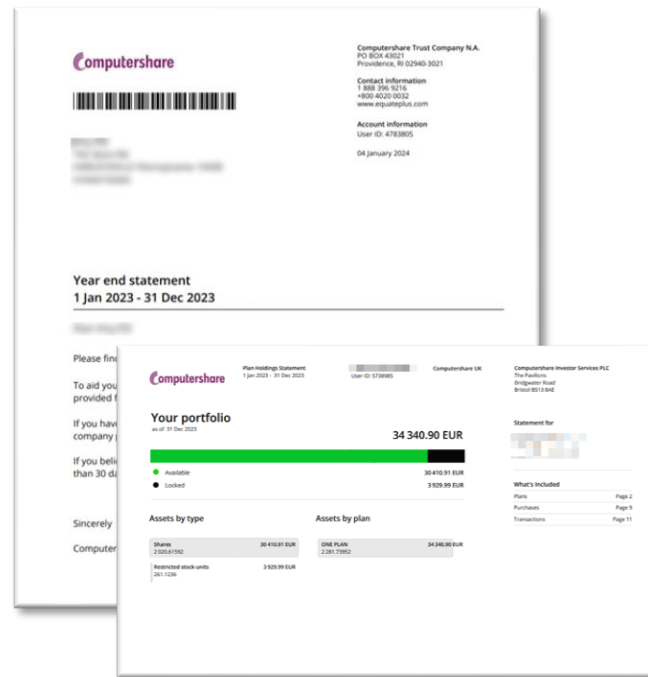 Computershare
Computershare Trust Company N.A.
PO BOX 43021
Providence, RI 02940-3021
Contact information
1 888 396 9216
+800 4020 0032
www.equateplus.com
Account information
User ID: 4783805
04 January 2024
Year end statement
1 Jan 2023 - 31 Dec 2023
Please
To aid you
provided
If you have
company
If you
than 30
Sincerely
Computershare
Plan Holdings Statement
1 Jan 2023 - 31 Dec 2023
User ID: 5738985
Computershare UK
Computershare Investor Services PLC
The Pavilions
Bridgwater Road
Bristol BS13 8AE
Your portfolio
as of 31 Dec 2023
34 340.90 EUR
Available 30 410.91 EUR
Locked 3 929.99 EUR
Statement for
What's Included
Plans Page 2
Purchases Page 9
Transactions Page 11
Assets by type
Shares 30 410.91 EUR
2 020.61592
Restricted stock units 3 929.99 EUR
261.1236
Assets by plan
ONE PLAN 34 340.90 EUR
2 281.73952